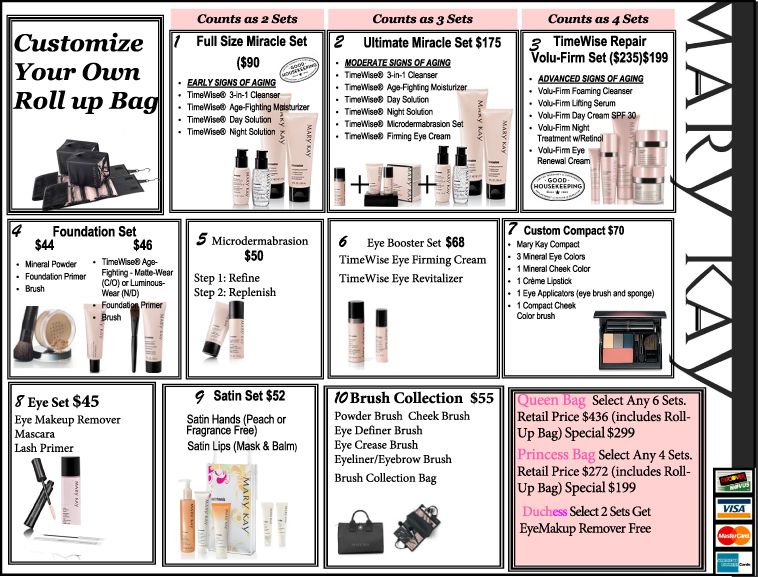 Customize
Your Own
Roll up Bag
Counts as 2 Sets
Counts as 3 Sets
Counts as 4 Sets
1 Full Size Miracle Set
($90
GOOD HOUSEKEEPING
• EARLY SIGNS OF AGING
• TimeWise® 3-in-1 Cleanser
• TimeWise® Age-Fighting Moisturizer
• TimeWise® Day Solution
• TimeWise® Night Solution
2 Ultimate Miracle Set $175
• MODERATE SIGNS OF AGING
• TimeWise® 3-in-1 Cleanser
• TimeWise® Age-Fighting Moisturizer
• TimeWise® Day Solution
• TimeWise® Night Solution
• TimeWise® Microdermabrasion Set
• TimeWise® Firming Eye Cream
3 TimeWise Repair
Volu-Firm Set ($235)$199
• ADVANCED SIGNS OF AGING
• Volu-Firm Foaming Cleanser
• Volu-Firm Lifting Serum
• Volu-Firm Day Cream SPF 30
• Volu-Firm Night
Treatment w/Retinol
• Volu-Firm Eye
Renewal Cream
GOOD
HOUSEKEEPING
MARY KAY
4 Foundation Set
$44 $46
• Mineral Powder
• Foundation Primer
• Brush
• TimeWise® Age-
Fighting - Matte-Wear
(C/O) or Luminous-
Wear (N/D)
• Foundation Primer
• Brush
5 Microdermabrasion
$50
Step 1: Refine
Step 2: Replenish
6 Eye Booster Set $68
TimeWise Eye Firming Cream
TimeWise Eye Revitalizer
7 Custom Compact $70
• Mary Kay Compact
• 3 Mineral Eye Colors
• 1 Mineral Cheek Color
• 1 Crème Lipstick
• 1 Eye Applicators (eye brush and sponge)
• 1 Compact Cheek
Color brush
8 Eye Set $45
Eye Makeup Remover
Mascara
Lash Primer
9 Satin Set $52
Satin Hands (Peach or
Fragrance Free)
Satin Lips (Mask & Balm)
MARY KAY
10 Brush Collection $55
Powder Brush Cheek Brush
Eye Definer Brush
Eye Crease Brush
Eyeliner/Eyebrow Brush
Brush Collection Bag
Queen Bag Select Any 6 Sets.
Retail Price $436 (includes Roll-
Up Bag) Special $299
Princess Bag Select Any 4 Sets.
Retail Price $272 (includes Roll-
Up Bag) Special $199
Duchess Select 2 Sets Get
EyeMakup Remover Free
DISCOVER
NOVUS
VISA
MasterCard
Cards